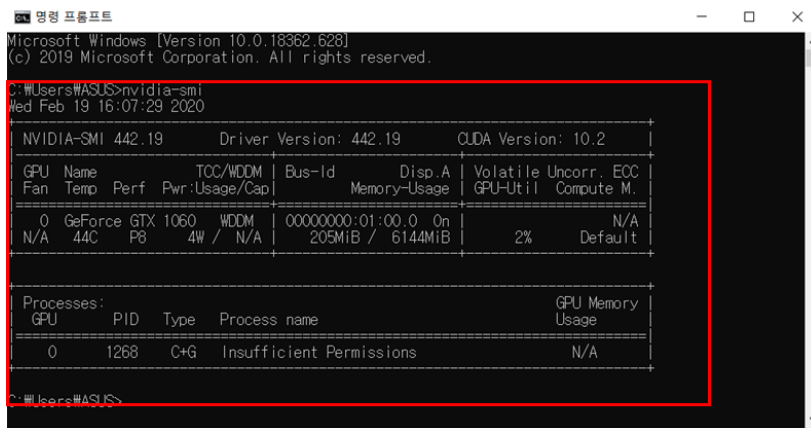 명령 프롬프트
Microsoft Windows [Version 10.0.18362.628]
(c) 2019 Microsoft Corporation. All rights reserved.
C:₩Users₩ASUS>nvidia-smi
Wed Feb 19 16:07:29 2020
+-----------------------------------------------------------------------------+
| NVIDIA-SMI 442.19       Driver Version: 442.19       CUDA Version: 10.2     |
|-------------------------------+----------------------+----------------------+
| GPU  Name            TCC/WDDM | Bus-Id        Disp.A | Volatile Uncorr. ECC |
| Fan  Temp  Perf  Pwr:Usage/Cap|         Memory-Usage | GPU-Util  Compute M. |
|===============================+======================+======================|
|   0  GeForce GTX 1060   WDDM  | 00000000:01:00.0  On |                  N/A |
| N/A   44C    P8     4W /  N/A |    205MiB /  6144MiB |      2%      Default |
+-------------------------------+----------------------+----------------------+
+-----------------------------------------------------------------------------+
| Processes:                                                       GPU Memory |
|  GPU       PID   Type   Process name                             Usage      |
|=============================================================================|
|    0      1268   C+G   Insufficient Permissions                   N/A       |
+-----------------------------------------------------------------------------+
C:₩Users₩ASUS>